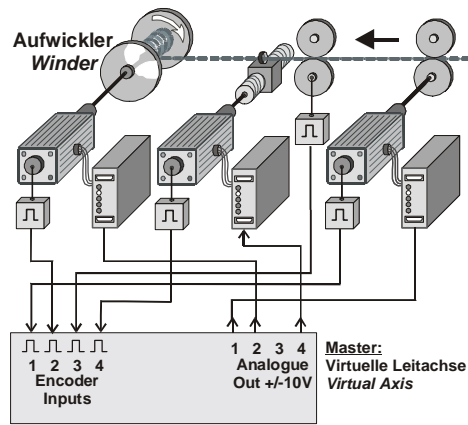 Aufwickler
Winder
1 2 3 4
Encoder
Inputs
1 2 3 4
Analogue
Out +/-10V
Master:
Virtuelle Leitachse
Virtual Axis